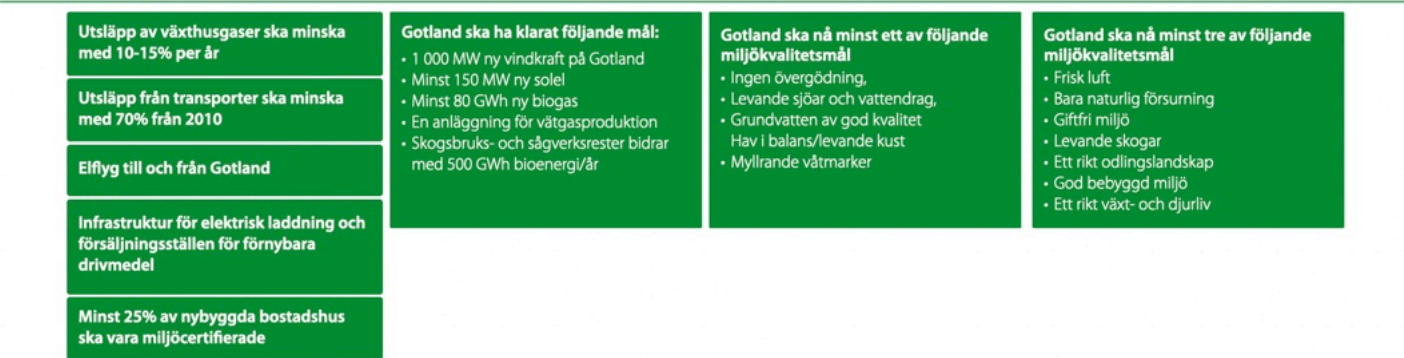 Utsläpp av växthusgaser ska minska
med 10-15% per år
Utsläpp från transporter ska minska
med 70% från 2010
Elflyg till och från Gotland
Infrastruktur för elektrisk laddning och
försäljningsställen för förnybara
drivmedel
Minst 25% av nybyggda bostadshus
ska vara miljöcertifierade
Gotland ska ha klarat följande mål:
• 1 000 MW ny vindkraft på Gotland
• Minst 150 MW ny solel
• Minst 80 GWh ny biogas
• En anläggning för vätgasproduktion
• Skogsbruks- och sågverksrester bidrar
med 500 GWh bioenergi/år
Gotland ska nå minst ett av följande
miljökvalitetsmål
• Ingen övergödning,
• Levande sjöar och vattendrag,
• Grundvatten av god kvalitet
Hav i balans/levande kust
• Myllrande våtmarker
Gotland ska nå minst tre av följande
miljökvalitetsmål
• Frisk luft
• Bara naturlig försurning
• Giftfri miljö
• Levande skogar
• Ett rikt odlingslandskap
• God bebyggd miljö
• Ett rikt växt- och djurliv